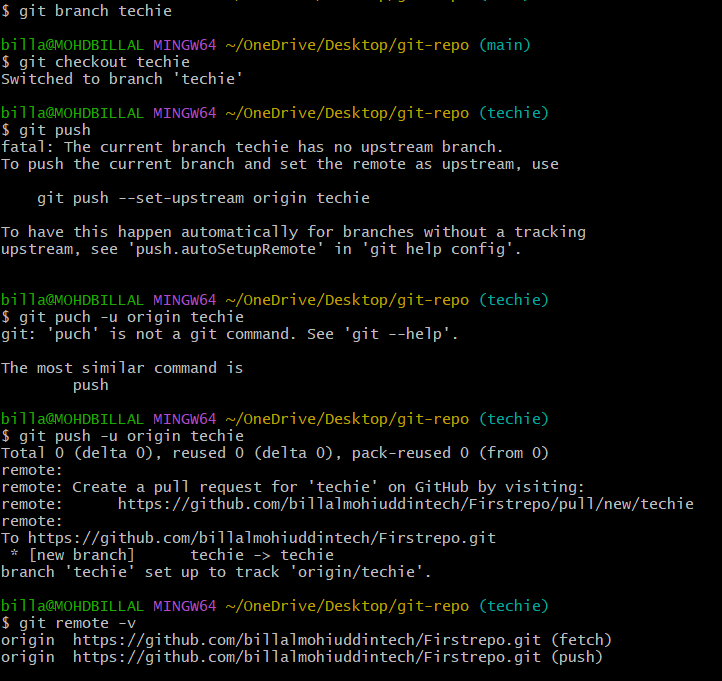 $ git branch techie
billa@MOHDBILLAL MINGW64 ~/OneDrive/Desktop/git-repo (main)
$ git checkout techie
Switched to branch 'techie'
billa@MOHDBILLAL MINGW64 ~/OneDrive/Desktop/git-repo (techie)
$ git push
fatal: The current branch techie has no upstream branch.
To push the current branch and set the remote as upstream, use
git push --set-upstream origin techie
To have this happen automatically for branches without a tracking
upstream, see 'push.autoSetupRemote' in 'git help config'.
billa@MOHDBILLAL MINGW64 ~/OneDrive/Desktop/git-repo (techie)
$ git puch -u origin techie
git: 'puch' is not a git command. See 'git --help'.
The most similar command is
push
billa@MOHDBILLAL MINGW64 ~/OneDrive/Desktop/git-repo (techie)
$ git push -u origin techie
Total 0 (delta 0), reused 0 (delta 0), pack-reused 0 (from 0)
remote:
remote: Create a pull request for 'techie' on GitHub by visiting:
remote:      https://github.com/billalmohiuddintech/Firstrepo/pull/new/techie
remote:
To https://github.com/billalmohiuddintech/Firstrepo.git
* [new branch]      techie -> techie
branch 'techie' set up to track 'origin/techie'.
billa@MOHDBILLAL MINGW64 ~/OneDrive/Desktop/git-repo (techie)
$ git remote -v
origin  https://github.com/billalmohiuddintech/Firstrepo.git (fetch)
origin  https://github.com/billalmohiuddintech/Firstrepo.git (push)